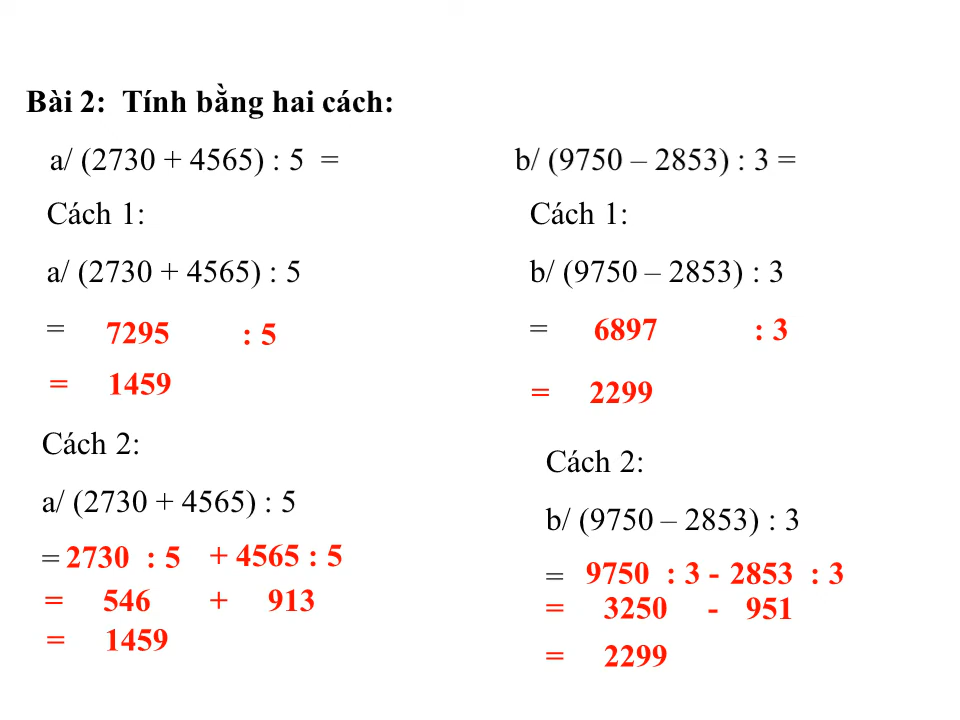 Bài 2: Tính bằng hai cách:
a/ (2730 + 4565) : 5 =
Cách 1:
a/ (2730 + 4565) : 5
= 7295 : 5
= 1459
Cách 2:
a/ (2730 + 4565) : 5
= 2730 : 5 + 4565 : 5
= 546 + 913
= 1459
b/ (9750 – 2853) : 3 =
Cách 1:
b/ (9750 – 2853) : 3
= 6897 : 3
= 2299
Cách 2:
b/ (9750 – 2853) : 3
= 9750 : 3 - 2853 : 3
= 3250 - 951
= 2299